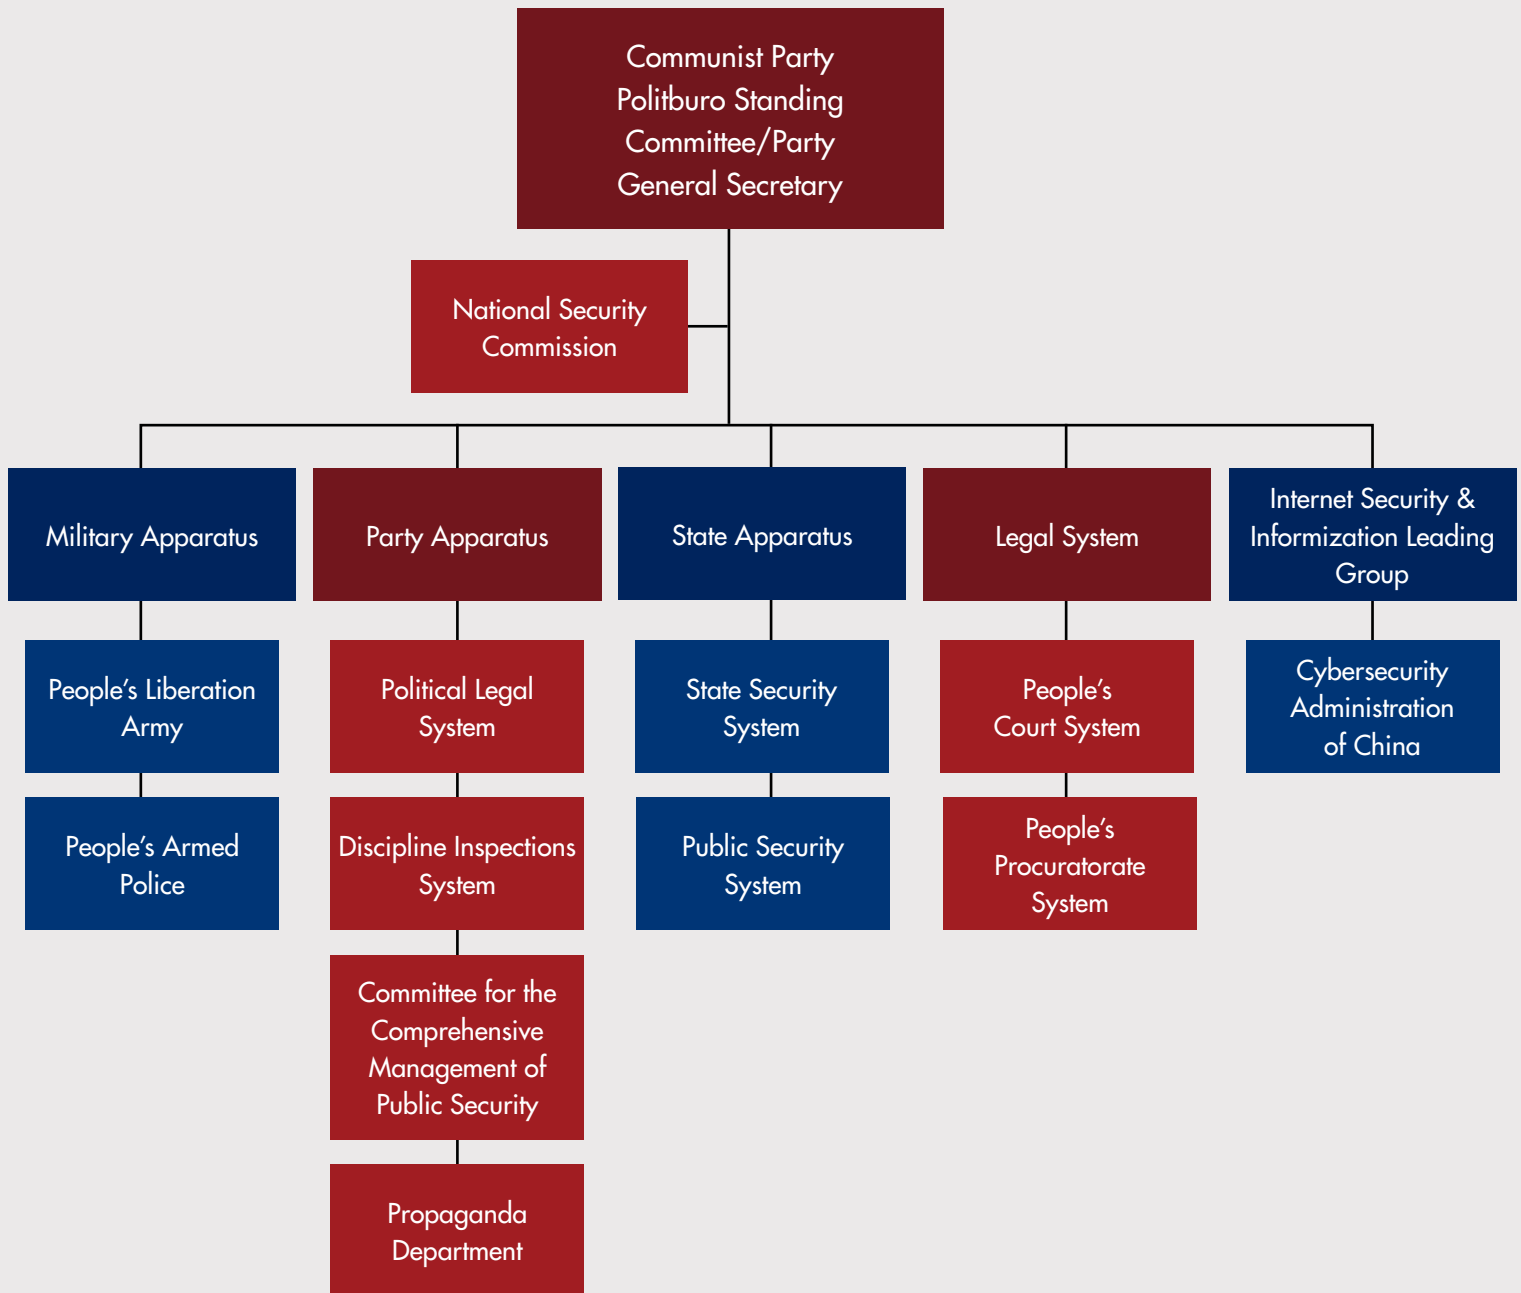 Communist Party
Politburo Standing
Committee/Party
General Secretary
National Security
Commission
Military Apparatus
Party Apparatus
State Apparatus
Legal System
Internet Security &
Informization Leading
Group
People's Liberation
Army
Political Legal
System
State Security
System
People's
Court System
Cybersecurity
Administration
of China
People's Armed
Police
Discipline Inspections
System
Public Security
System
People's
Procuratorate
System
Committee for the
Comprehensive
Management of
Public Security
Propaganda
Department